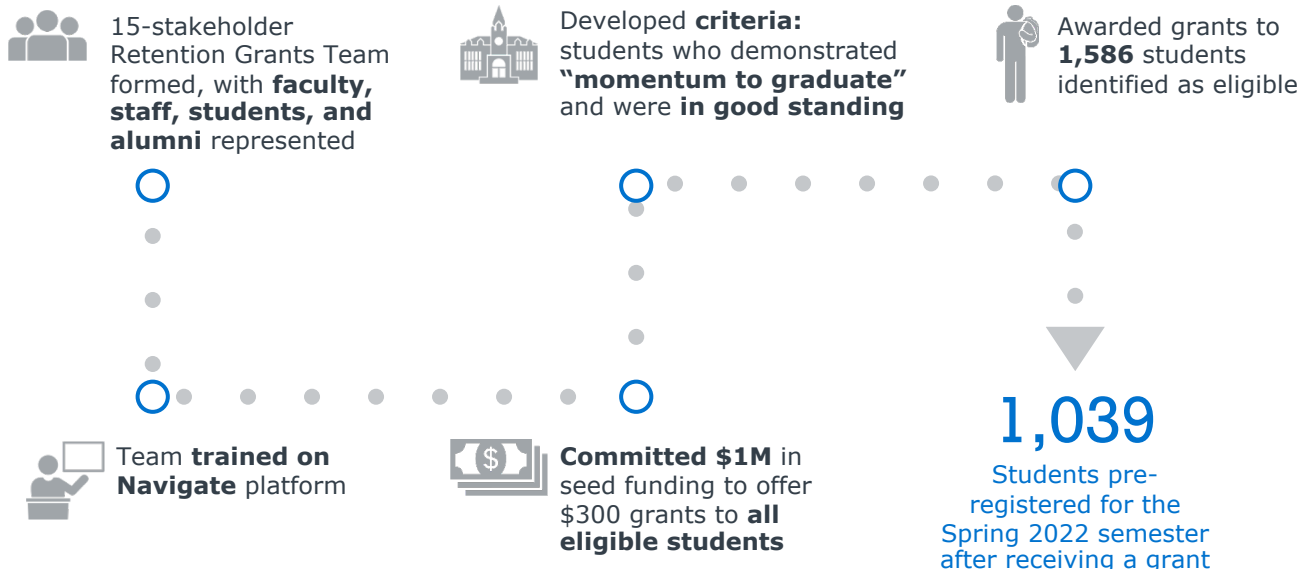 15-stakeholder
Retention Grants Team
formed, with faculty,
staff, students, and
alumni represented
Team trained on
Navigate platform
$
Committed $1M in
seed funding to offer
$300 grants to all
eligible students
Developed criteria:
students who demonstrated
“momentum to graduate”
and were in good standing
Awarded grants to
1,586 students
identified as eligible
1,039
Students pre-
registered for the
Spring 2022 semester
after receiving a grant